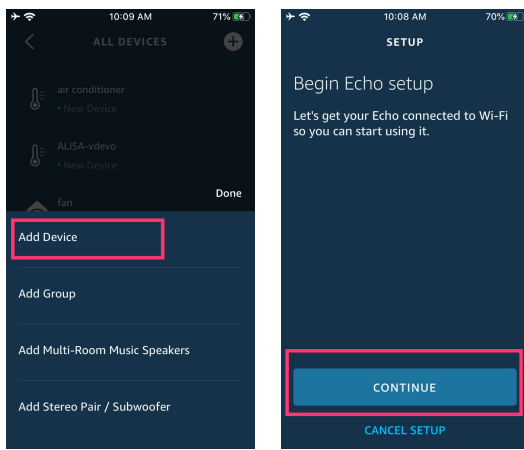 10:09 AM
71%
ALL DEVICES
air conditioner
• New Device
ALISA-vdevo
• New Device
fan
Done
Add Device
Add Group
Add Multi-Room Music Speakers
Add Stereo Pair / Subwoofer
10:08 AM
70%
SETUP
Begin Echo setup
Let's get your Echo connected to Wi-Fi
so you can start using it.
CONTINUE
CANCEL SETUP